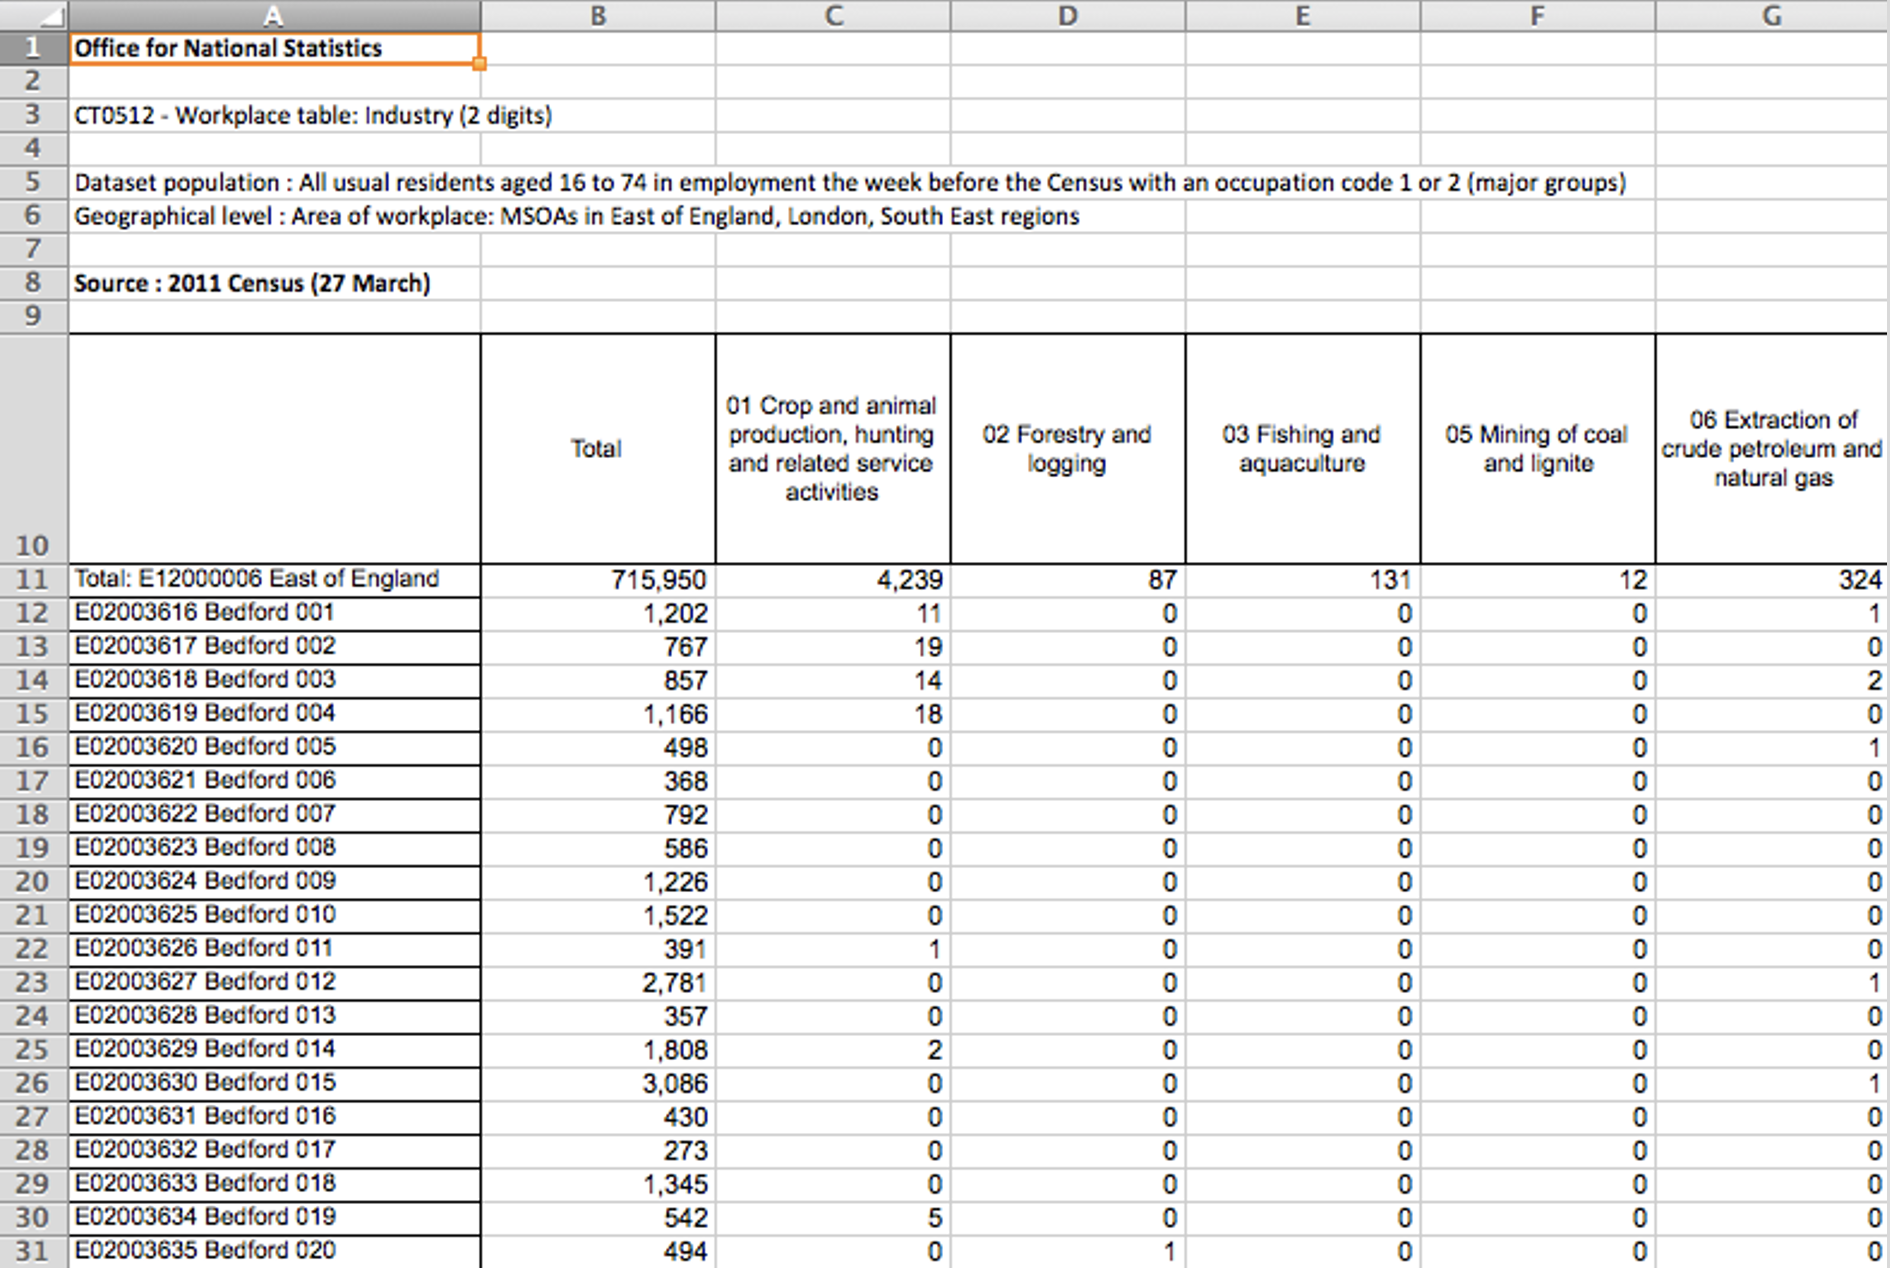 A B C D E F G
1 Office for National Statistics
2
3 CT0512 - Workplace table: Industry (2 digits)
4
5 Dataset population : All usual residents aged 16 to 74 in employment the week before the Census with an occupation code 1 or 2 (major groups)
6 Geographical level : Area of workplace: MSOAs in East of England, London, South East regions
7
8 Source : 2011 Census (27 March)
9
Total
01 Crop and animal
production, hunting
and related service
activities
02 Forestry and
logging
03 Fishing and
aquaculture
05 Mining of coal
and lignite
06 Extraction of
crude petroleum and
natural gas
10
11 Total: E12000006 East of England 715,950 4,239 87 131 12 324
12 E02003616 Bedford 001 1,202 11 0 0 0 1
13 E02003617 Bedford 002 767 19 0 0 0 0
14 E02003618 Bedford 003 857 14 0 0 0 2
15 E02003619 Bedford 004 1,166 18 0 0 0 0
16 E02003620 Bedford 005 498 0 0 0 0 1
17 E02003621 Bedford 006 368 0 0 0 0 0
18 E02003622 Bedford 007 792 0 0 0 0 0
19 E02003623 Bedford 008 586 0 0 0 0 0
20 E02003624 Bedford 009 1,226 0 0 0 0 0
21 E02003625 Bedford 010 1,522 0 0 0 0 0
22 E02003626 Bedford 011 391 1 0 0 0 0
23 E02003627 Bedford 012 2,781 0 0 0 0 1
24 E02003628 Bedford 013 357 0 0 0 0 0
25 E02003629 Bedford 014 1,808 2 0 0 0 0
26 E02003630 Bedford 015 3,086 0 0 0 0 1
27 E02003631 Bedford 016 430 0 0 0 0 0
28 E02003632 Bedford 017 273 0 0 0 0 0
29 E02003633 Bedford 018 1,345 0 0 0 0 0
30 E02003634 Bedford 019 542 5 0 0 0 0
31 E02003635 Bedford 020 494 0 1 0 0 0